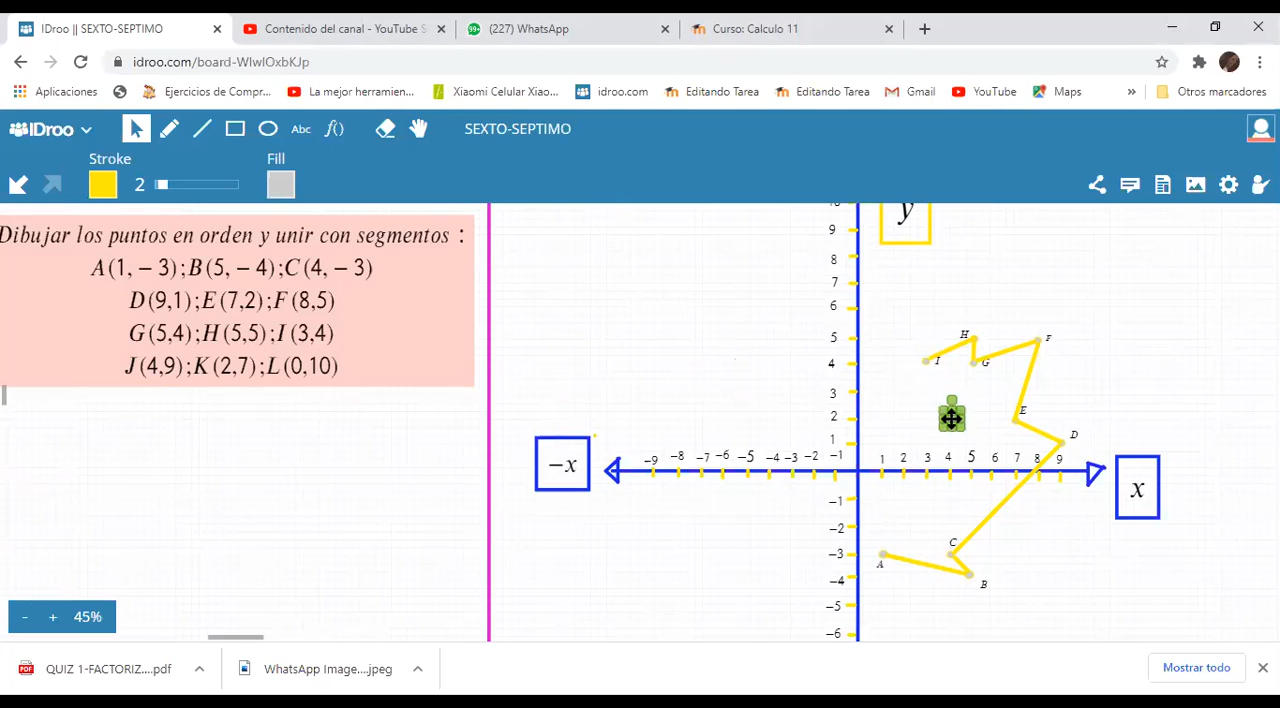 IDroo || SEXTO-SEPTIMO
Contenido del canal - YouTube S
99+
(227) WhatsApp
Curso: Calculo 11
idroo.com/board-WlwlOxbKJp
Aplicaciones
Ejercicios de Compr...
La mejor herramien...
Xiaomi Celular Xiao...
idroo.com
Editando Tarea
Editando Tarea
Gmail
YouTube
Maps
»
Otros marcadores
IDroo
Abc
f()
SEXTO-SEPTIMO
Stroke
Fill
2
Dibujar los puntos en orden y unir con segmentos :
A(1, – 3);B(5, – 4);C(4, – 3)
D(9,1);E(7,2);F(8,5)
G(5,4);H(5,5);I(3,4)
J(4,9);K(2,7);L(0,10)
y
10
9
8
7
6
5
4
3
2
1
H
F
I
G
E
D
–x
–9 –8 –7 –6 –5 –4 –3 –2 –1
1 2 3 4 5 6 7 8 9
x
–1
–2
–3
–4
–5
–6
C
A
B
- + 45%
PDF
QUIZ 1-FACTORIZ....pdf
WhatsApp Image....jpeg
Mostrar todo